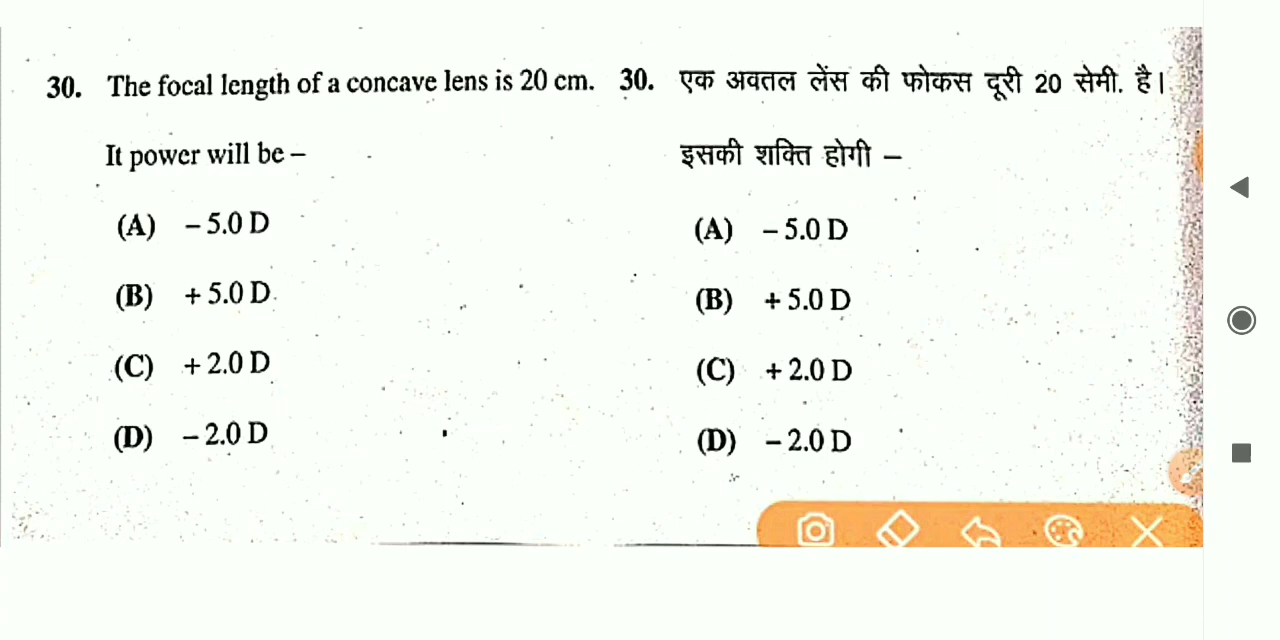 30. The focal length of a concave lens is 20 cm.
It power will be –
(A) – 5.0 D
(B) + 5.0 D
(C) + 2.0 D
(D) – 2.0 D
30. एक अवतल लेंस की फोकस दूरी 20 सेमी. है।
इसकी शक्ति होगी –
(A) – 5.0 D
(B) + 5.0 D
(C) + 2.0 D
(D) – 2.0 D